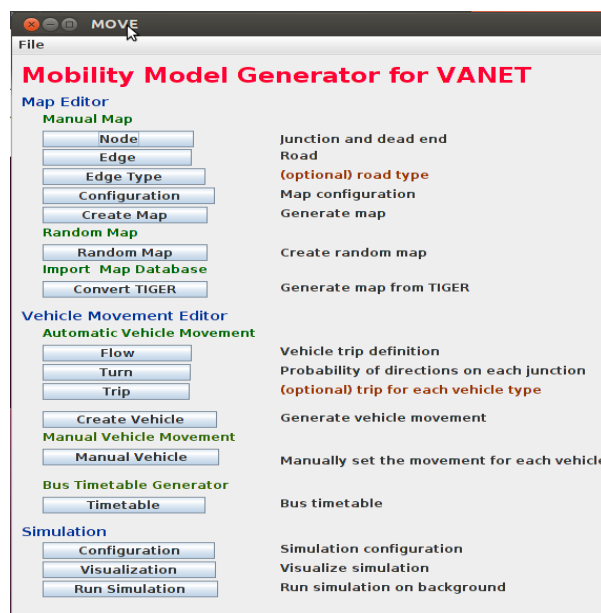 MOVE
File
Mobility Model Generator for VANET
Map Editor
Manual Map
Node Junction and dead end
Edge Road
Edge Type (optional) road type
Configuration Map configuration
Create Map Generate map
Random Map
Random Map Create random map
Import Map Database
Convert TIGER Generate map from TIGER
Vehicle Movement Editor
Automatic Vehicle Movement
Flow Vehicle trip definition
Turn Probability of directions on each junction
Trip (optional) trip for each vehicle type
Create Vehicle Generate vehicle movement
Manual Vehicle Movement
Manual Vehicle Manually set the movement for each vehicle
Bus Timetable Generator
Timetable Bus timetable
Simulation
Configuration Simulation configuration
Visualization Visualize simulation
Run Simulation Run simulation on background